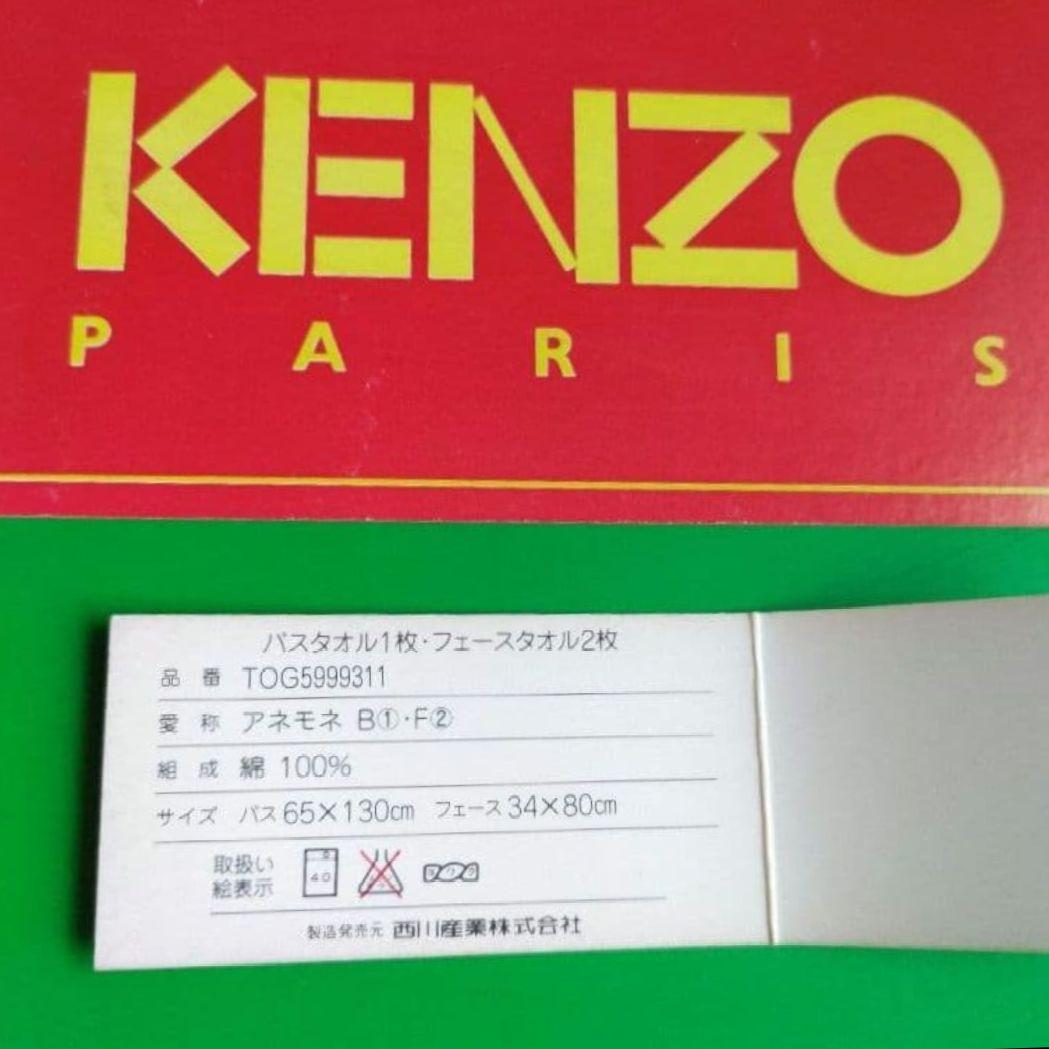 KENZO
PARIS
バスタオル1枚・フェースタオル2枚
品番 TOG5999311
愛称 アネモネ B①・F②
組成 綿 100%
サイズ バス 65×130cm フェース 34×80cm
取扱い
絵表示
40
製造発売元 西川産業株式会社